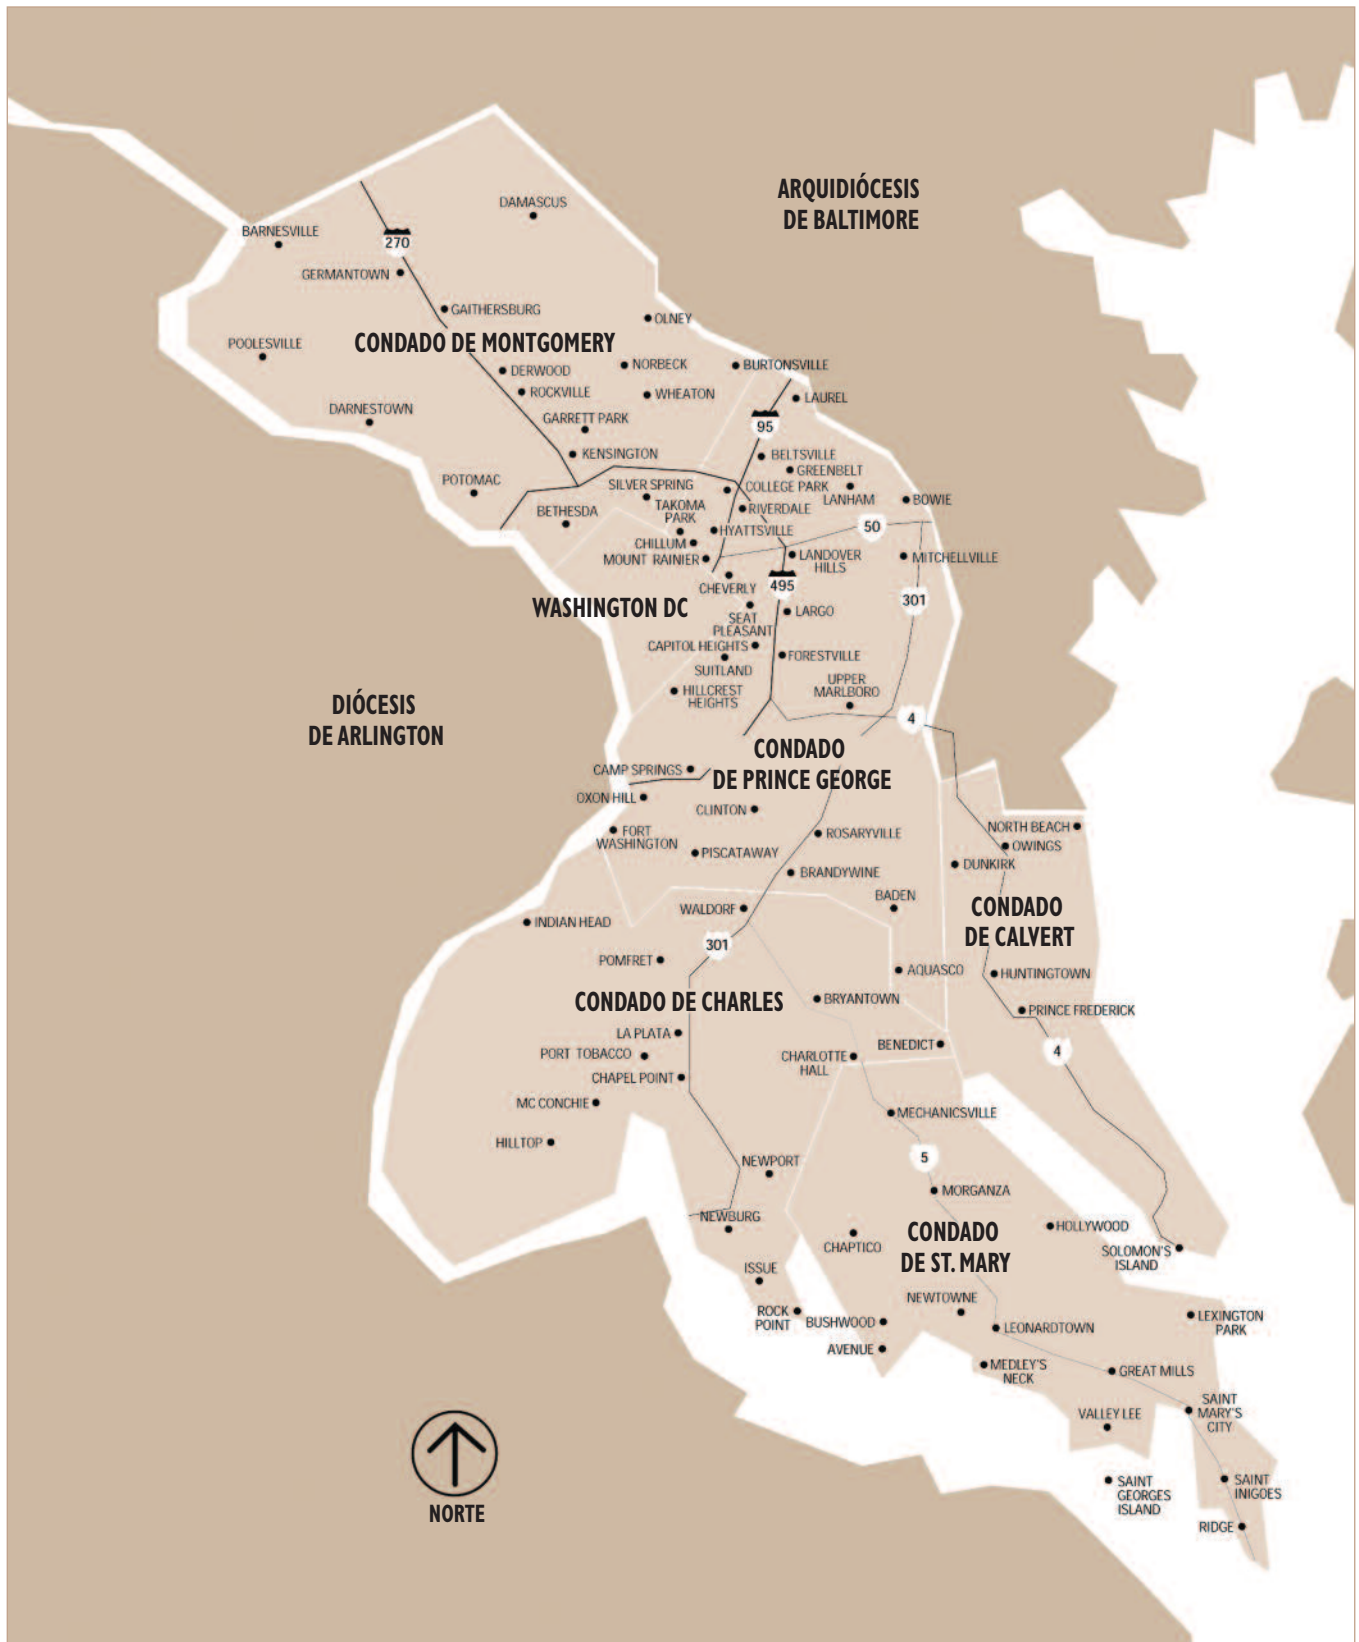 ARQUIDIÓCESIS
DE BALTIMORE
DAMASCUS
BARNESVILLE
270
GERMANTOWN
GAITHERSBURG
OLNEY
POOLESVILLE
CONDADO DE MONTGOMERY
DERWOOD
NORBECK
BURTONSVILLE
ROCKVILLE
WHEATON
LAUREL
DARNESTOWN
GARRETT PARK
95
KENSINGTON
BELTSVILLE
GREENBELT
POTOMAC
SILVER SPRING
COLLEGE PARK
LANHAM
BOWIE
BETHESDA
TAKOMA
PARK
RIVERDALE
HYATTSVILLE
50
CHILLUM
MOUNT RAINIER
LANDOVER
HILLS
MITCHELLVILLE
CHEVERLY
495
301
WASHINGTON DC
SEAT
PLEASANT
LARGO
CAPITOL HEIGHTS
FORESTVILLE
SUITLAND
HILLCREST
HEIGHTS
UPPER
MARLBORO
DIÓCESIS
DE ARLINGTON
4
CONDADO
DE PRINCE GEORGE
CAMP SPRINGS
OXON HILL
CLINTON
FORT
WASHINGTON
ROSARYVILLE
NORTH BEACH
OWINGS
PISCATAWAY
DUNKIRK
BRANDYWINE
BADEN
WALDORF
CONDADO
DE CALVERT
INDIAN HEAD
301
POMFRET
AQUASCO
HUNTINGTOWN
CONDADO DE CHARLES
BRYANTOWN
PRINCE FREDERICK
LA PLATA
BENEDICT
4
PORT TOBACCO
CHARLOTTE
HALL
CHAPEL POINT
MC CONCHIE
MECHANICSVILLE
HILLTOP
5
NEWPORT
MORGANZA
NEWBURG
HOLLYWOOD
CONDADO
DE ST. MARY
CHAPTICO
SOLOMON'S
ISLAND
ISSUE
NEWTOWNE
ROCK
POINT
BUSHWOOD
LEXINGTON
PARK
LEONARDTOWN
AVENUE
MEDLEY'S
NECK
GREAT MILLS
SAINT
MARY'S
CITY
VALLEY LEE
SAINT
GEORGES
ISLAND
SAINT
INIGOES
RIDGE
NORTE